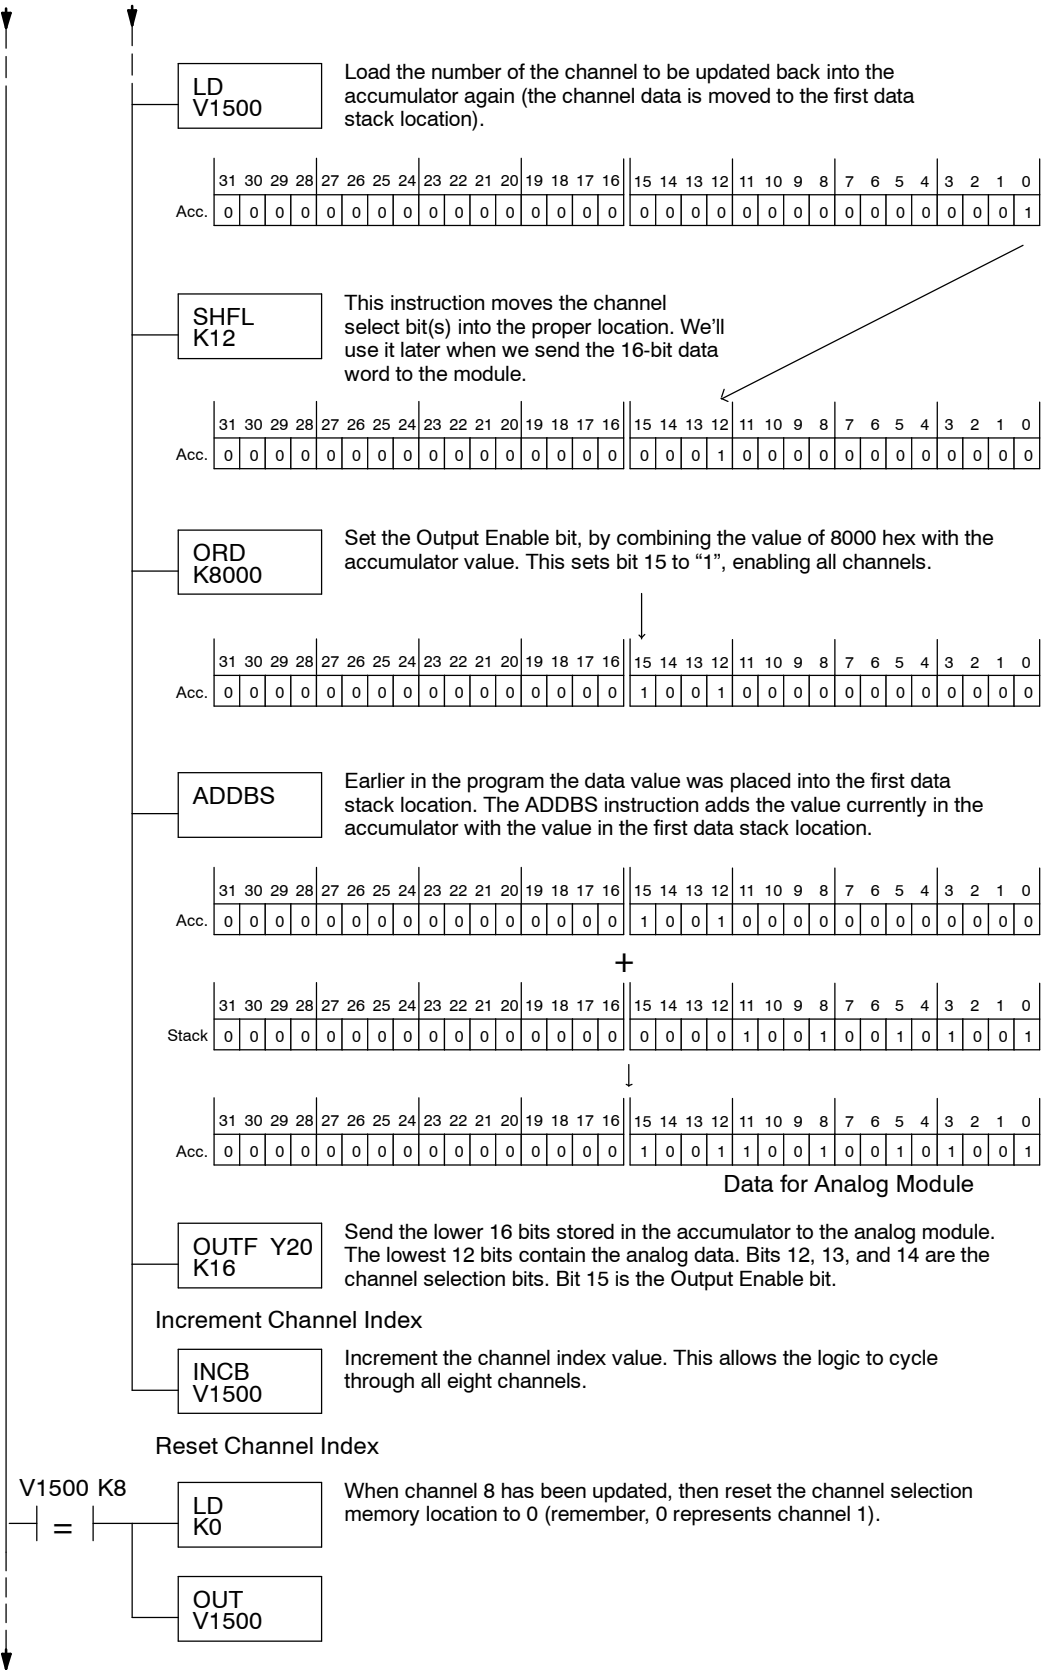 LD
V1500
Load the number of the channel to be updated back into the
accumulator again (the channel data is moved to the first data
stack location).
31 30 29 28 27 26 25 24 23 22 21 20 19 18 17 16 15 14 13 12 11 10 9 8 7 6 5 4 3 2 1 0
Acc. 0 0 0 0 0 0 0 0 0 0 0 0 0 0 0 0 0 0 0 0 0 0 0 0 0 0 0 0 0 0 0 1
SHFL
K12
This instruction moves the channel
select bit(s) into the proper location. We’ll
use it later when we send the 16-bit data
word to the module.
31 30 29 28 27 26 25 24 23 22 21 20 19 18 17 16 15 14 13 12 11 10 9 8 7 6 5 4 3 2 1 0
Acc. 0 0 0 0 0 0 0 0 0 0 0 0 0 0 0 0 0 0 0 1 0 0 0 0 0 0 0 0 0 0 0 0
ORD
K8000
Set the Output Enable bit, by combining the value of 8000 hex with the
accumulator value. This sets bit 15 to “1”, enabling all channels.
31 30 29 28 27 26 25 24 23 22 21 20 19 18 17 16 15 14 13 12 11 10 9 8 7 6 5 4 3 2 1 0
Acc. 0 0 0 0 0 0 0 0 0 0 0 0 0 0 0 0 1 0 0 1 0 0 0 0 0 0 0 0 0 0 0 0
ADDBS
Earlier in the program the data value was placed into the first data
stack location. The ADDBS instruction adds the value currently in the
accumulator with the value in the first data stack location.
31 30 29 28 27 26 25 24 23 22 21 20 19 18 17 16 15 14 13 12 11 10 9 8 7 6 5 4 3 2 1 0
Acc. 0 0 0 0 0 0 0 0 0 0 0 0 0 0 0 0 1 0 0 1 0 0 0 0 0 0 0 0 0 0 0 0
+
31 30 29 28 27 26 25 24 23 22 21 20 19 18 17 16 15 14 13 12 11 10 9 8 7 6 5 4 3 2 1 0
Stack 0 0 0 0 0 0 0 0 0 0 0 0 0 0 0 0 0 0 0 0 1 0 0 1 0 0 1 0 1 0 0 1
31 30 29 28 27 26 25 24 23 22 21 20 19 18 17 16 15 14 13 12 11 10 9 8 7 6 5 4 3 2 1 0
Acc. 0 0 0 0 0 0 0 0 0 0 0 0 0 0 0 0 1 0 0 1 1 0 0 1 0 0 1 0 1 0 0 1
Data for Analog Module
OUTF Y20
K16
Send the lower 16 bits stored in the accumulator to the analog module.
The lowest 12 bits contain the analog data. Bits 12, 13, and 14 are the
channel selection bits. Bit 15 is the Output Enable bit.
Increment Channel Index
INCB
V1500
Increment the channel index value. This allows the logic to cycle
through all eight channels.
Reset Channel Index
V1500 K8
=
LD
K0
When channel 8 has been updated, then reset the channel selection
memory location to 0 (remember, 0 represents channel 1).
OUT
V1500